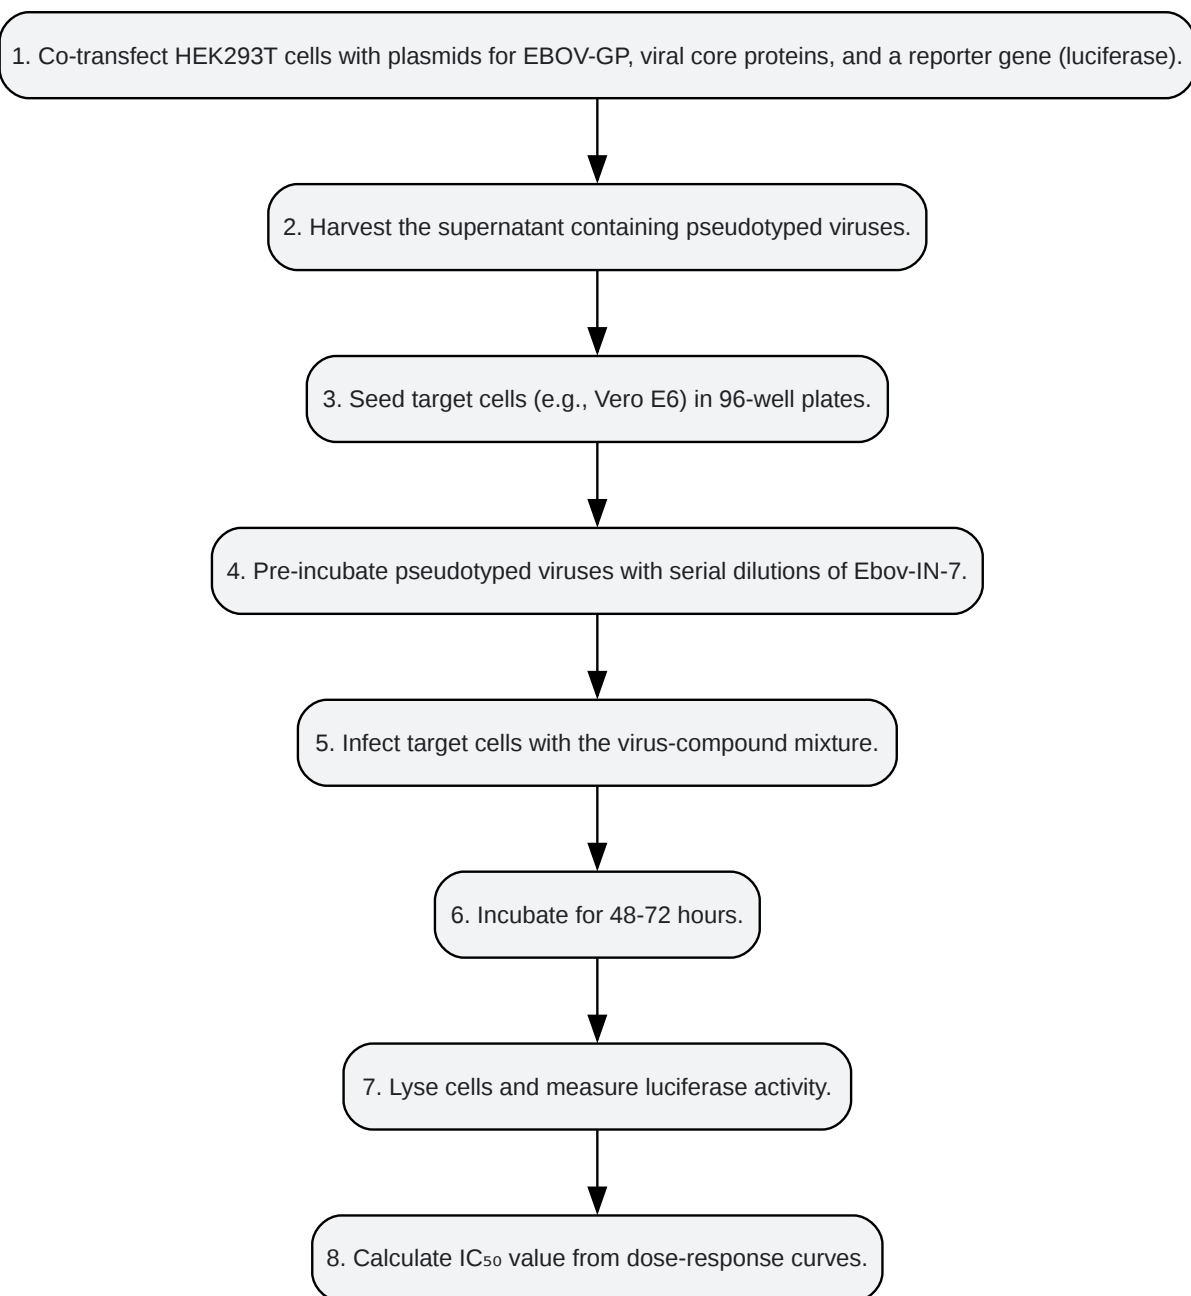 1. Co-transfect HEK293T cells with plasmids for EBOV-GP, viral core proteins, and a reporter gene (luciferase).
2. Harvest the supernatant containing pseudotyped viruses.
3. Seed target cells (e.g., Vero E6) in 96-well plates.
4. Pre-incubate pseudotyped viruses with serial dilutions of Ebov-IN-7.
5. Infect target cells with the virus-compound mixture.
6. Incubate for 48-72 hours.
7. Lyse cells and measure luciferase activity.
8. Calculate IC₅₀ value from dose-response curves.